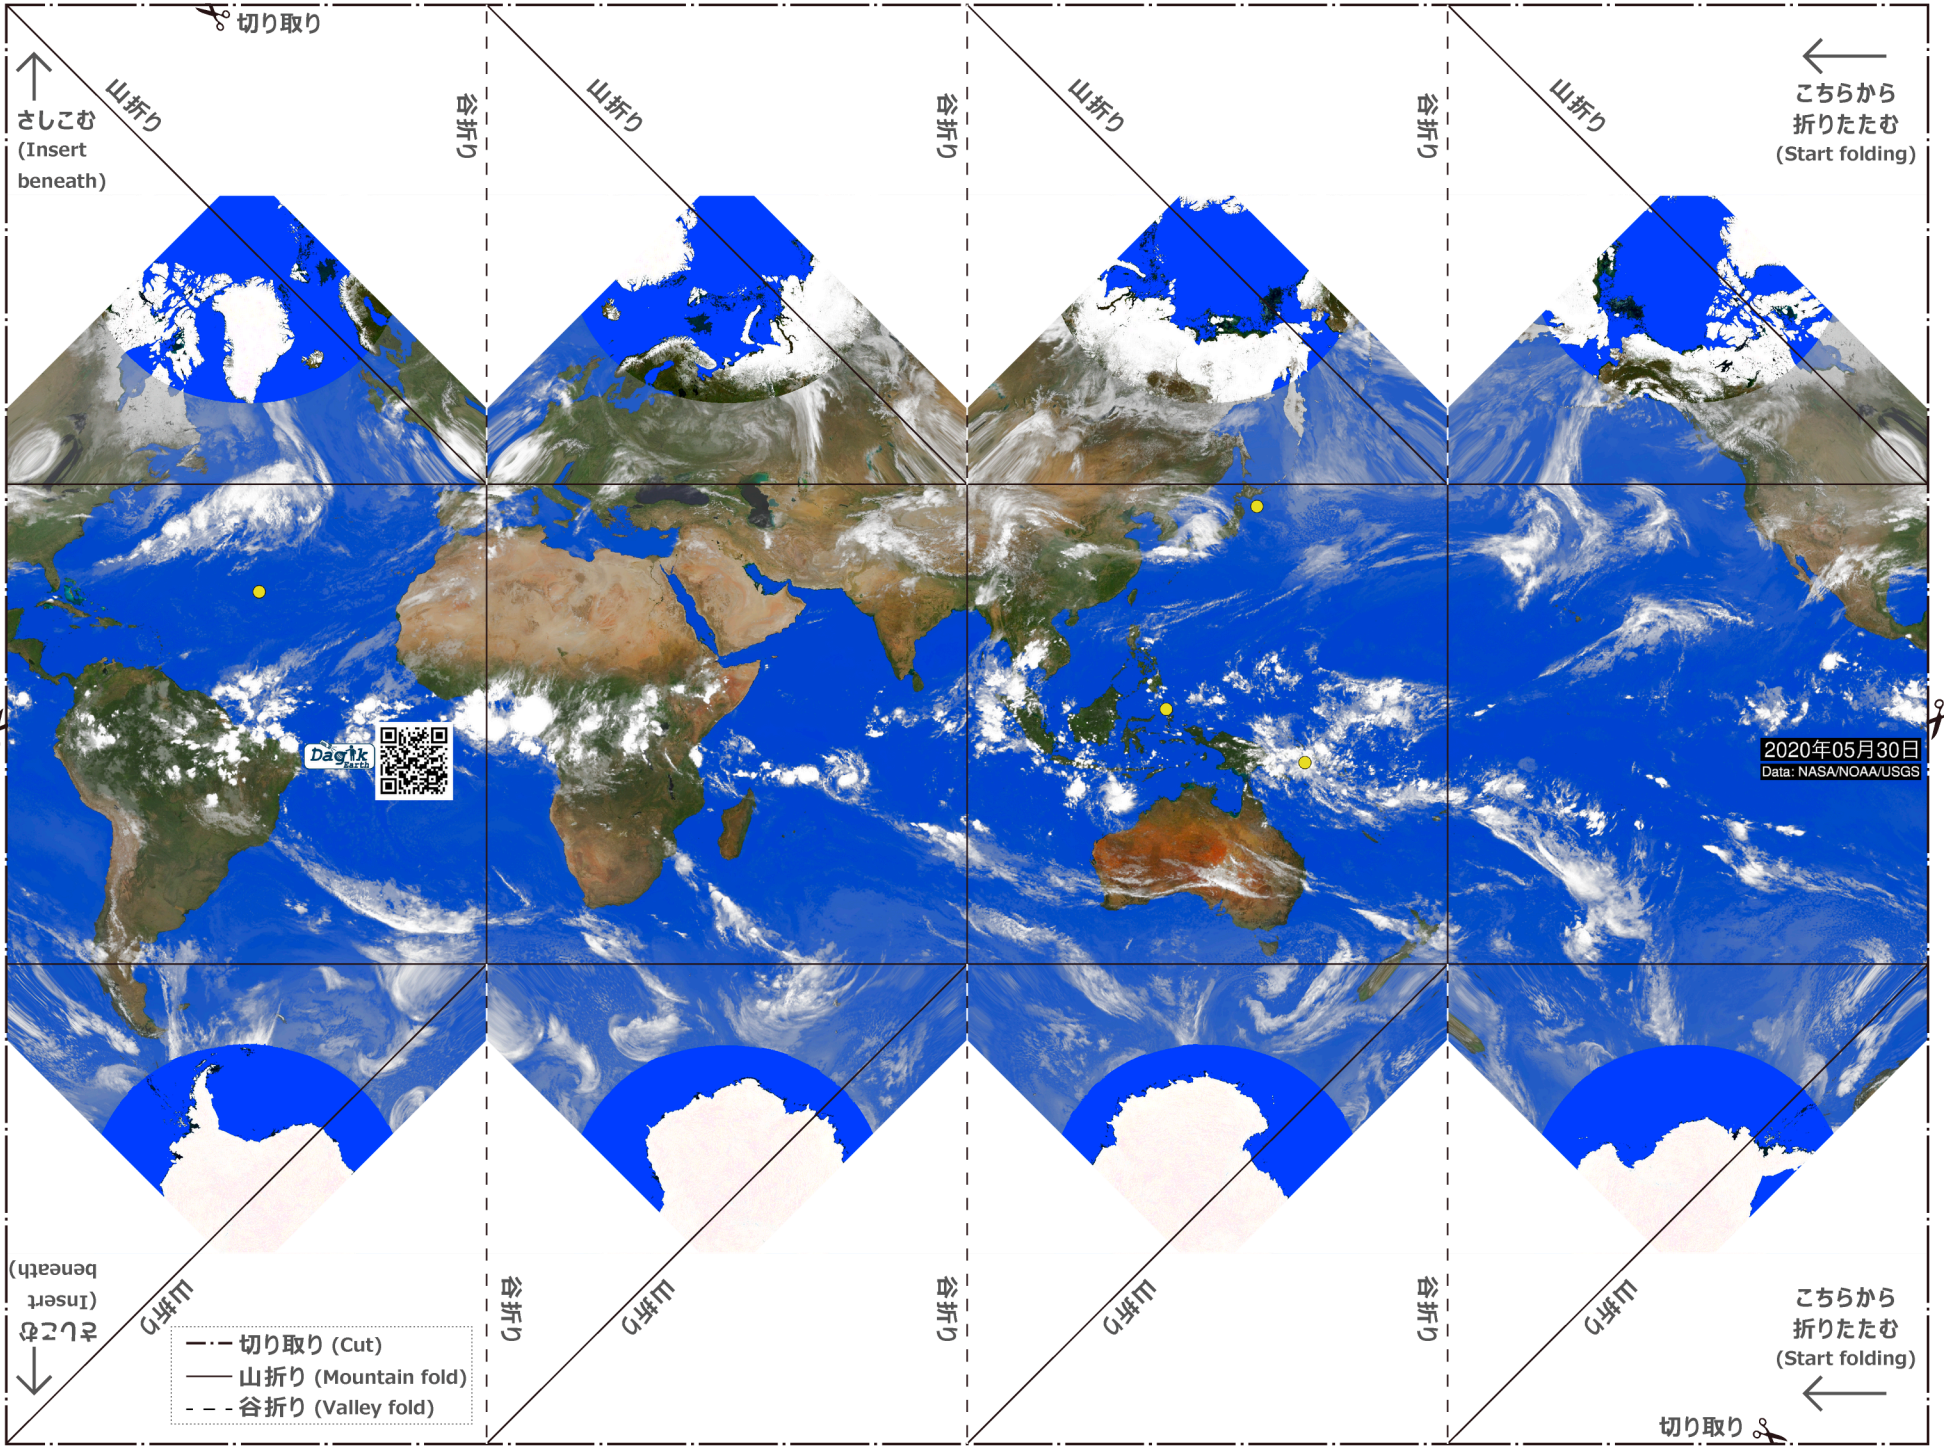 切り取り
山折り
谷折り
山折り
谷折り
山折り
谷折り
山折り
さしこむ
(Insert
beneath)
こちらから
折りたたむ
(Start folding)
Dagik
Earth
2020年05月30日
Data: NASA/NOAA/USGS
さしこむ
(Insert
beneath)
山折り
谷折り
山折り
谷折り
山折り
谷折り
山折り
こちらから
折りたたむ
(Start folding)
切り取り (Cut)
山折り (Mountain fold)
谷折り (Valley fold)
切り取り